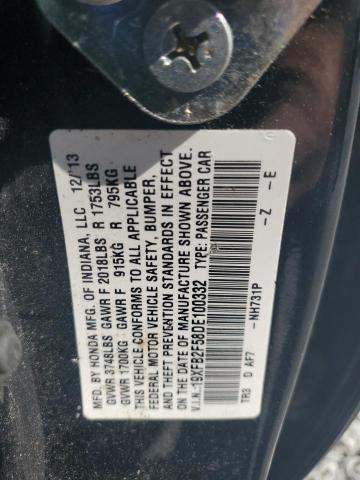 MFD BY HONDA MFG. OF INDIANA, LLC 12/13
GVWR 3748LBS GAWR F 2018LBS R 1753LBS
GVWR 1700KG GAWR F 915KG R 795KG
THIS VEHICLE CONFORMS TO ALL APPLICABLE
FEDERAL MOTOR VEHICLE SAFETY, BUMPER,
AND THEFT PREVENTION STANDARDS IN EFFECT
ON THE DATE OF MANUFACTURE SHOWN ABOVE.
V.I.N.:19XFB2F58DE100332 PASSENGER CAR
NH731P Z E
TR3 D AF7